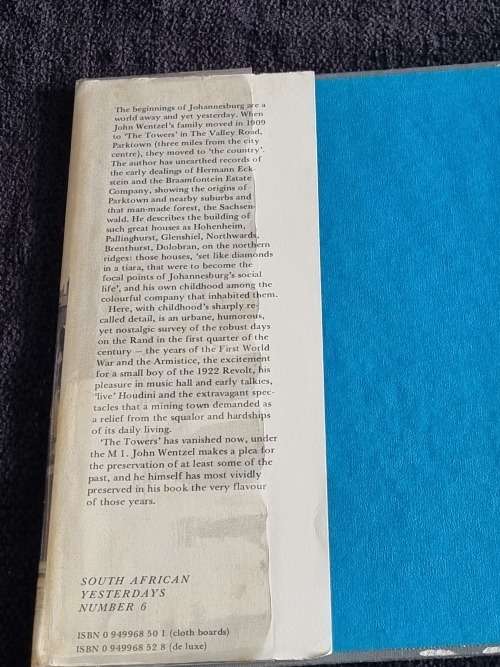 The beginnings of Johannesburg are a
world away and yet yesterday. When
John Wentzel's family moved in 1909
to 'The Towers' in The Valley Road,
Parktown (three miles from the city
centre), they moved to 'the country'.
The author has unearthed records of
the early dealings of Hermann Eck-
stein and the Braamfontein Estate
Company, showing the origins of
Parktown and nearby suburbs and
that man-made forest, the Sachsen-
wald. He describes the building of
such great houses as Hohenheim,
Pallinghurst, Glenshiel, Northwards,
Brenthurst, Dolobran, on the northern
ridges: those houses, 'set like diamonds
in a tiara, that were to become the
focal points of Johannesburg's social
life', and his own childhood among the
colourful company that inhabited them.
Here, with childhood's sharply re-
called detail, is an urbane, humorous,
yet nostalgic survey of the robust days
on the Rand in the first quarter of the
century — the years of the First World
War and the Armistice, the excitement
for a small boy of the 1922 Revolt, his
pleasure in music hall and early talkies,
'live' Houdini and the extravagant spec-
tacles that a mining town demanded as
a relief from the squalor and hardships
of its daily living.
'The Towers' has vanished now, under
the M 1. John Wentzel makes a plea for
the preservation of at least some of the
past, and he himself has most vividly
preserved in his book the very flavour
of those years.
SOUTH AFRICAN
YESTERDAYS
NUMBER 6
ISBN 0 949968 50 1 (cloth boards)
ISBN 0 949968 52 8 (de luxe)